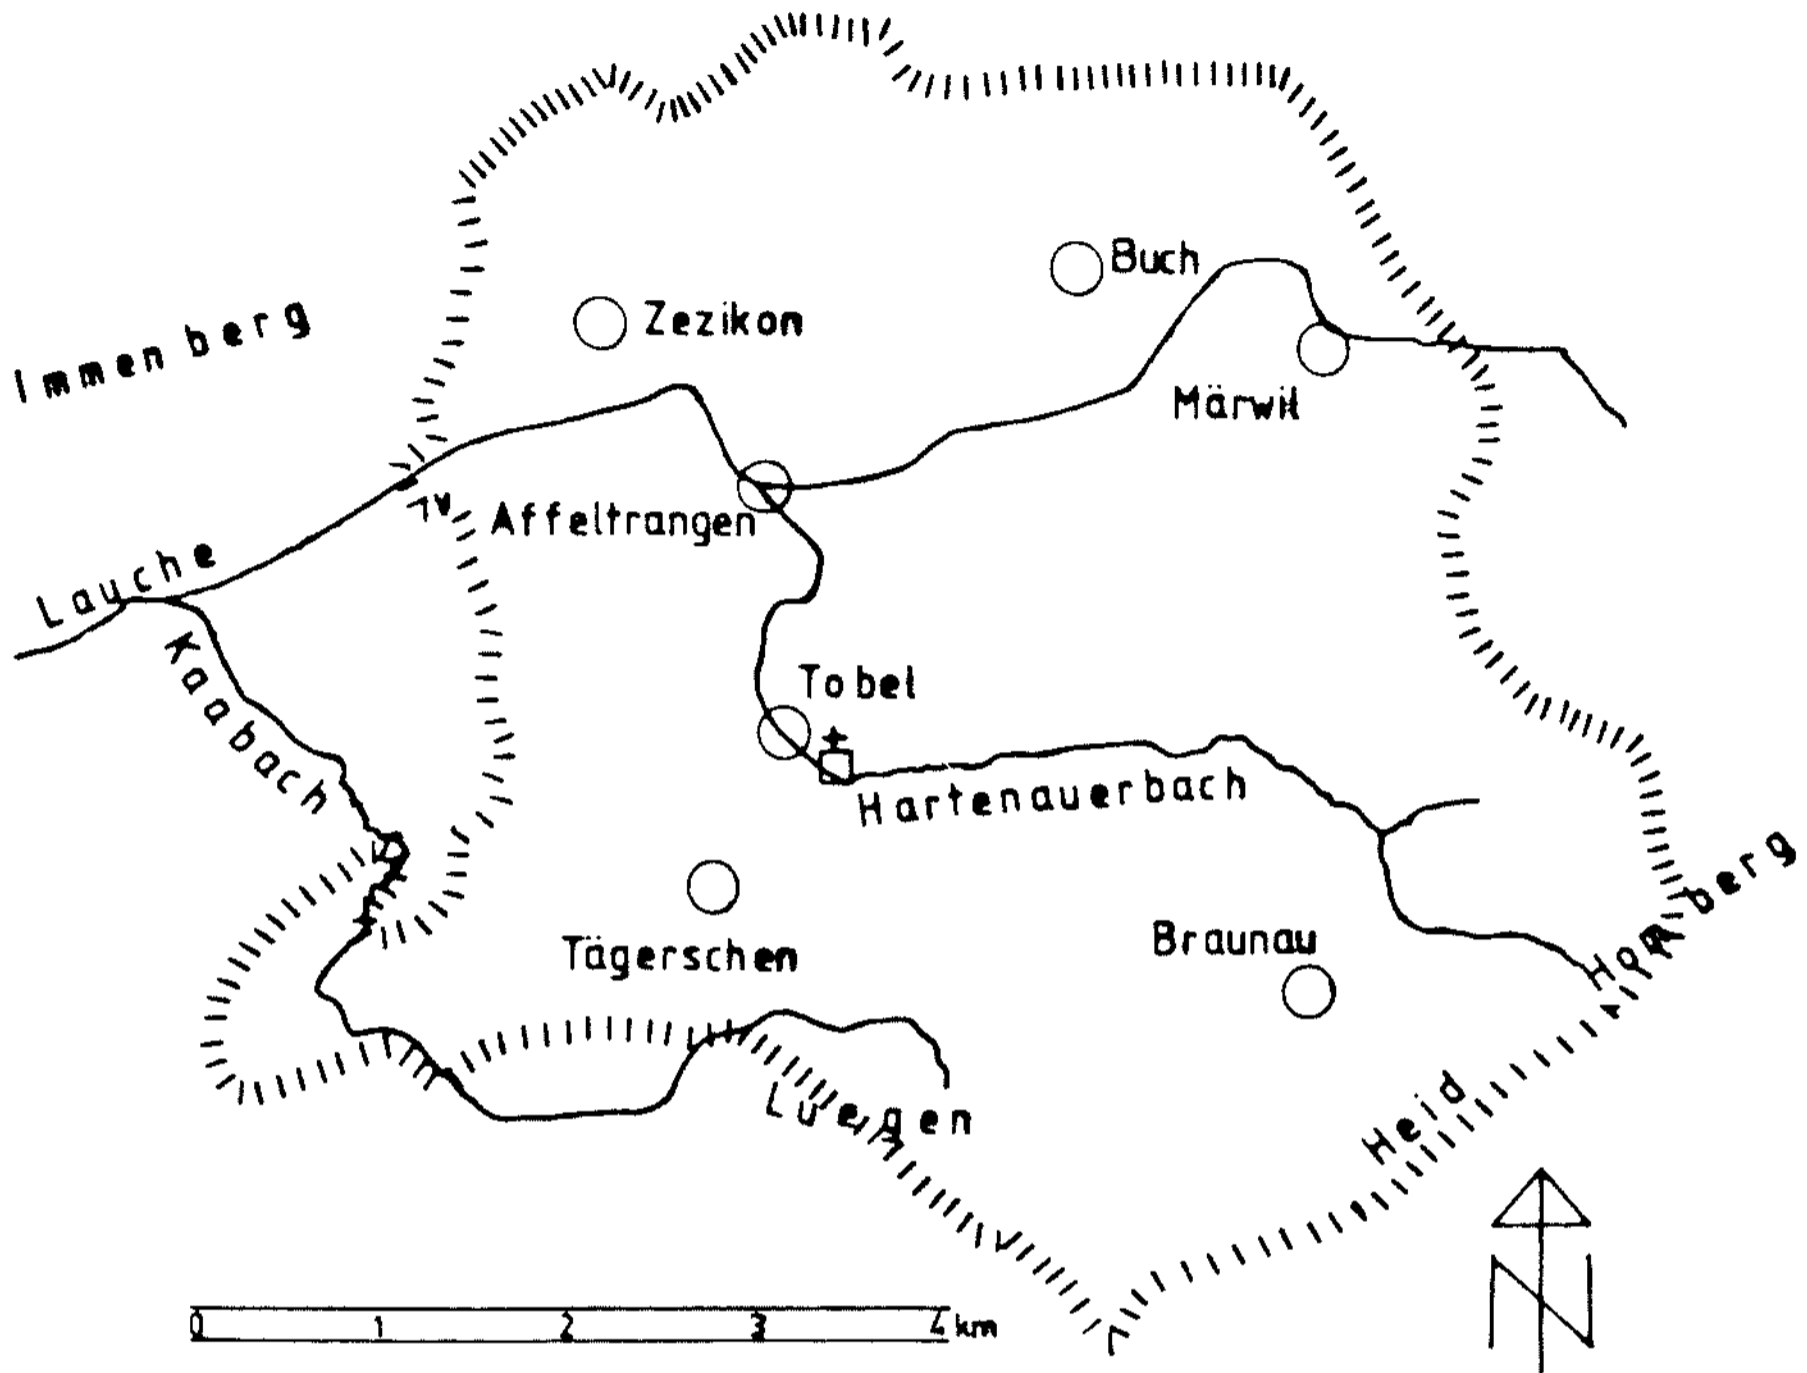 Buch
Immenberg
Zezikon
Märwil
Affeltrangen
Lauche
Kaabach
Tobel
Hartenauerbach
Homberg
Tägerschen
Braunau
Luegen
Heid
0 1 2 3 4 km
N